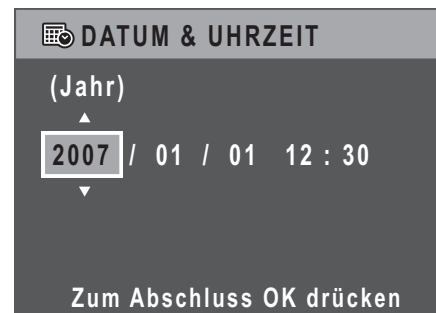 DATUM & UHRZEIT
(Jahr)
2007 / 01 / 01 12 : 30
Zum Abschluss OK drücken